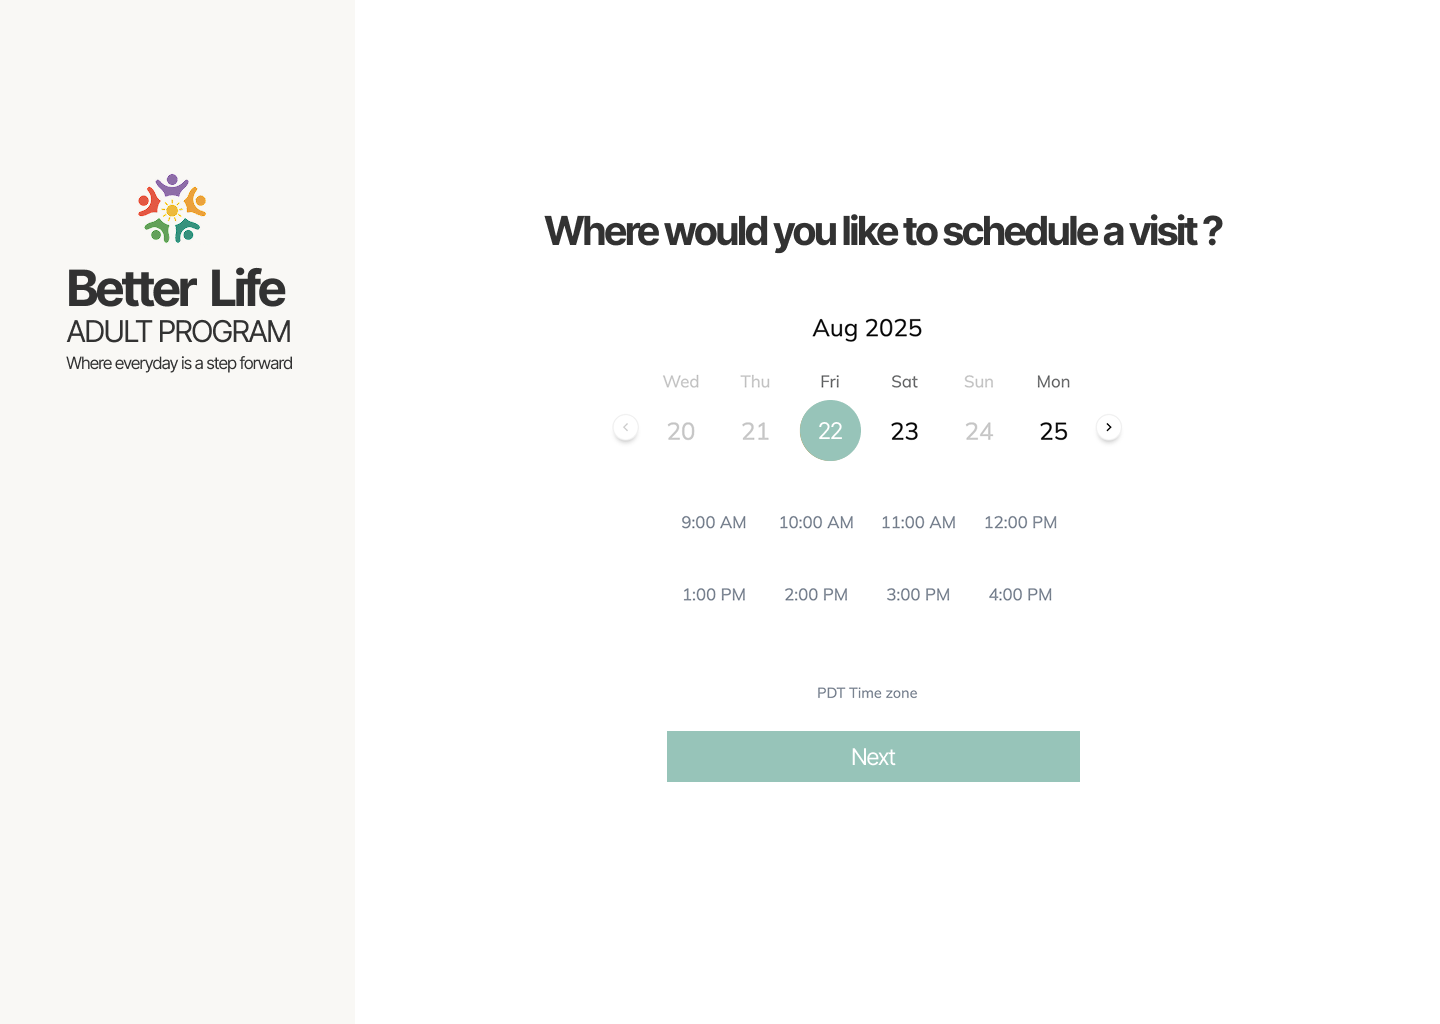 Better Life
ADULT PROGRAM
Where everyday is a step forward
Where would you like to schedule a visit ?
Aug 2025
Wed Thu Fri Sat Sun Mon
20 21 22 23 24 25
9:00 AM 10:00 AM 11:00 AM 12:00 PM
1:00 PM 2:00 PM 3:00 PM 4:00 PM
PDT Time zone
Next